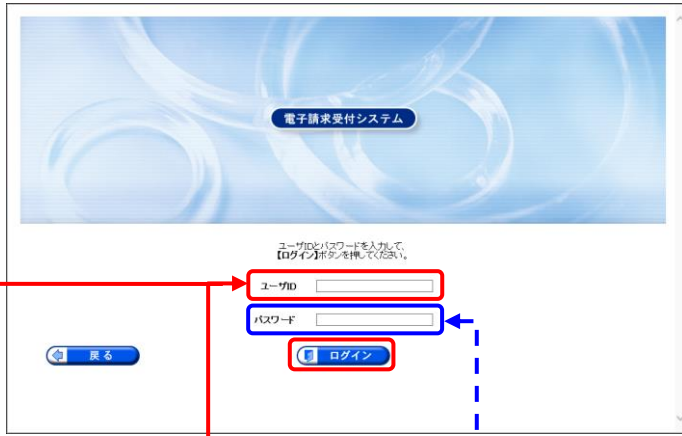 電子請求受付システム
ユーザIDとパスワードを入力して、
【ログイン】ボタンを押してください。
ユーザID
パスワード
戻る
ログイン